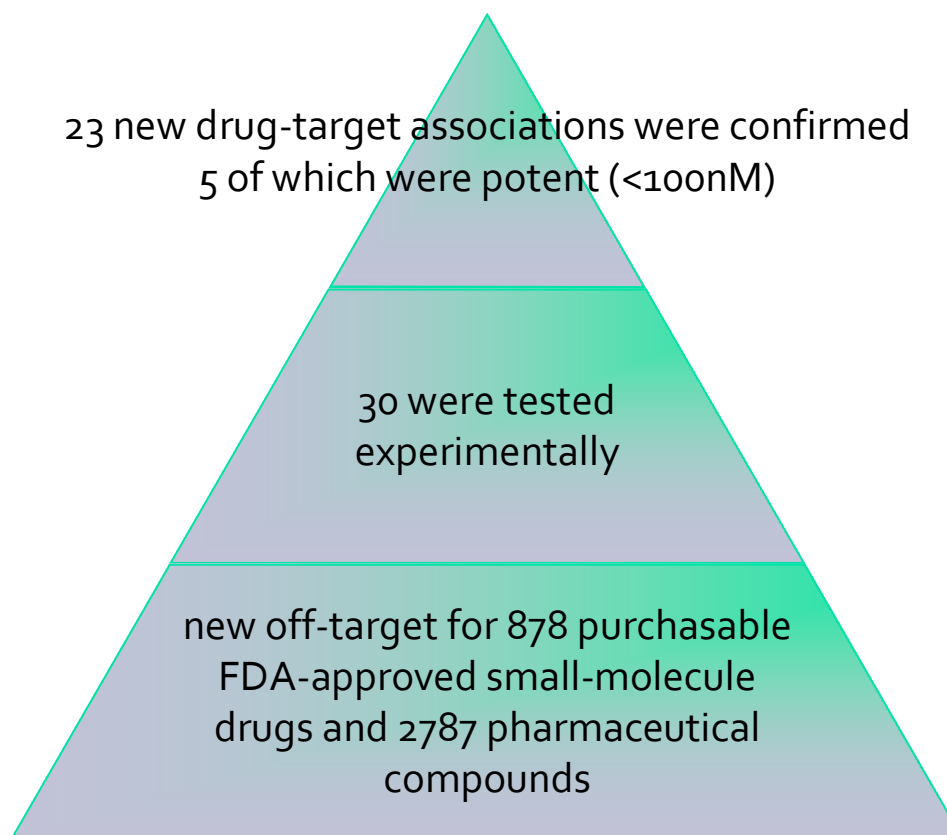 23 new drug-target associations were confirmed
5 of which were potent (<100nM)
30 were tested
experimentally
new off-target for 878 purchasable
FDA-approved small-molecule
drugs and 2787 pharmaceutical
compounds